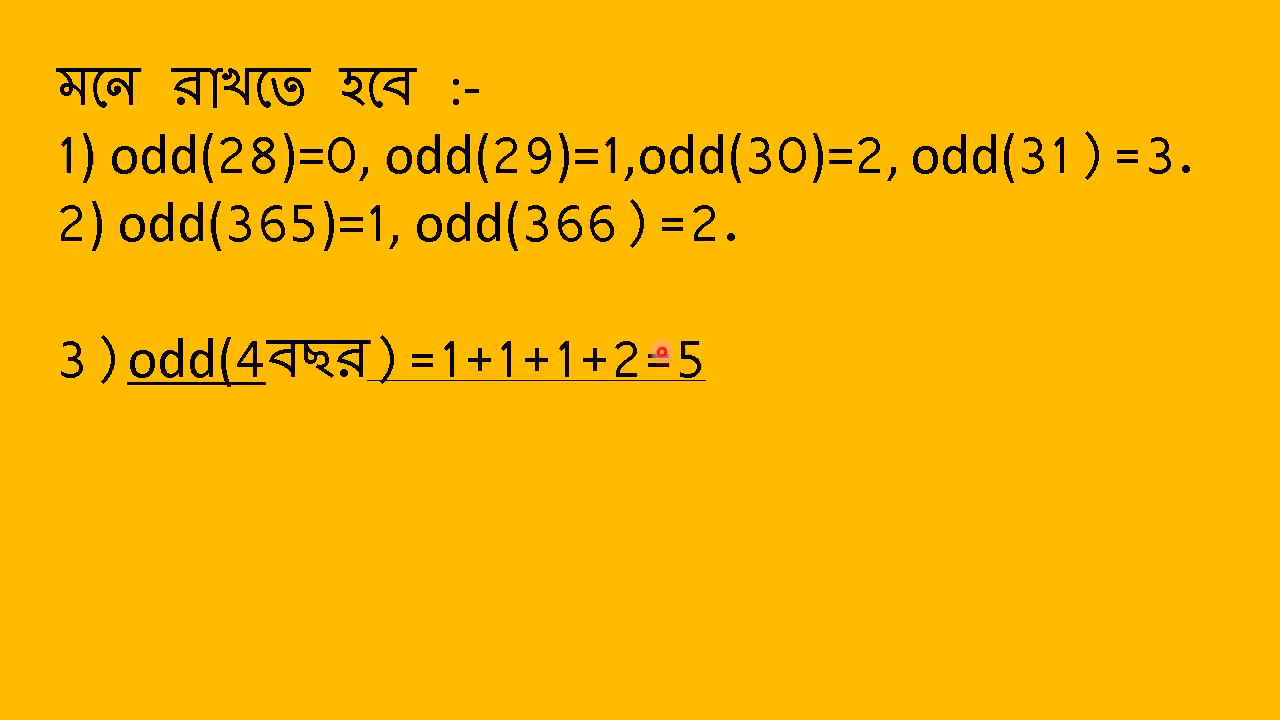 মনে রাখতে হবে :-
1) odd(28)=0, odd(29)=1,odd(30)=2, odd(31)=3.
2) odd(365)=1, odd(366)=2.
3)odd(4বছর)=1+1+1+2=5